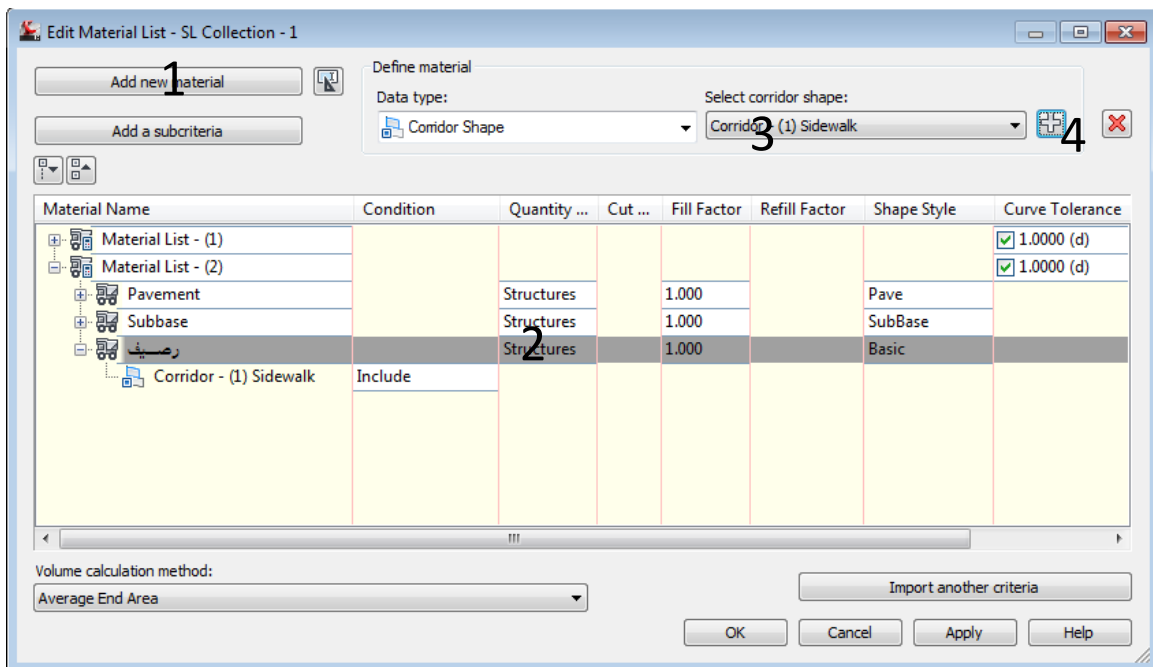 Edit Material List - SL Collection - 1
Add new material
1
Define material
Data type:
Select corridor shape:
Corridor Shape
Corridor - (1) Sidewalk
3
4
Add a subcriteria
Material Name Condition Quantity ... Cut ... Fill Factor Refill Factor Shape Style Curve Tolerance
Material List - (1) 1.0000 (d)
Material List - (2) 1.0000 (d)
Pavement Structures 1.000 Pave
Subbase Structures 1.000 SubBase
رصيف Structures 1.000 Basic
2
Corridor - (1) Sidewalk Include
Volume calculation method:
Average End Area
Import another criteria
OK Cancel Apply Help